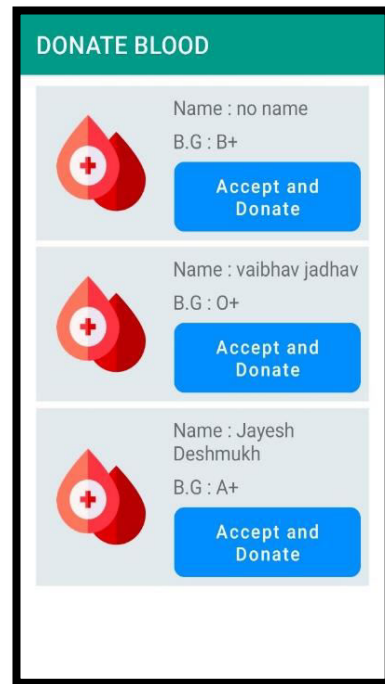 DONATE BLOOD
Name : no name
B.G : B+
Accept and
Donate
Name : vaibhav jadhav
B.G : O+
Accept and
Donate
Name : Jayesh
Deshmukh
B.G : A+
Accept and
Donate